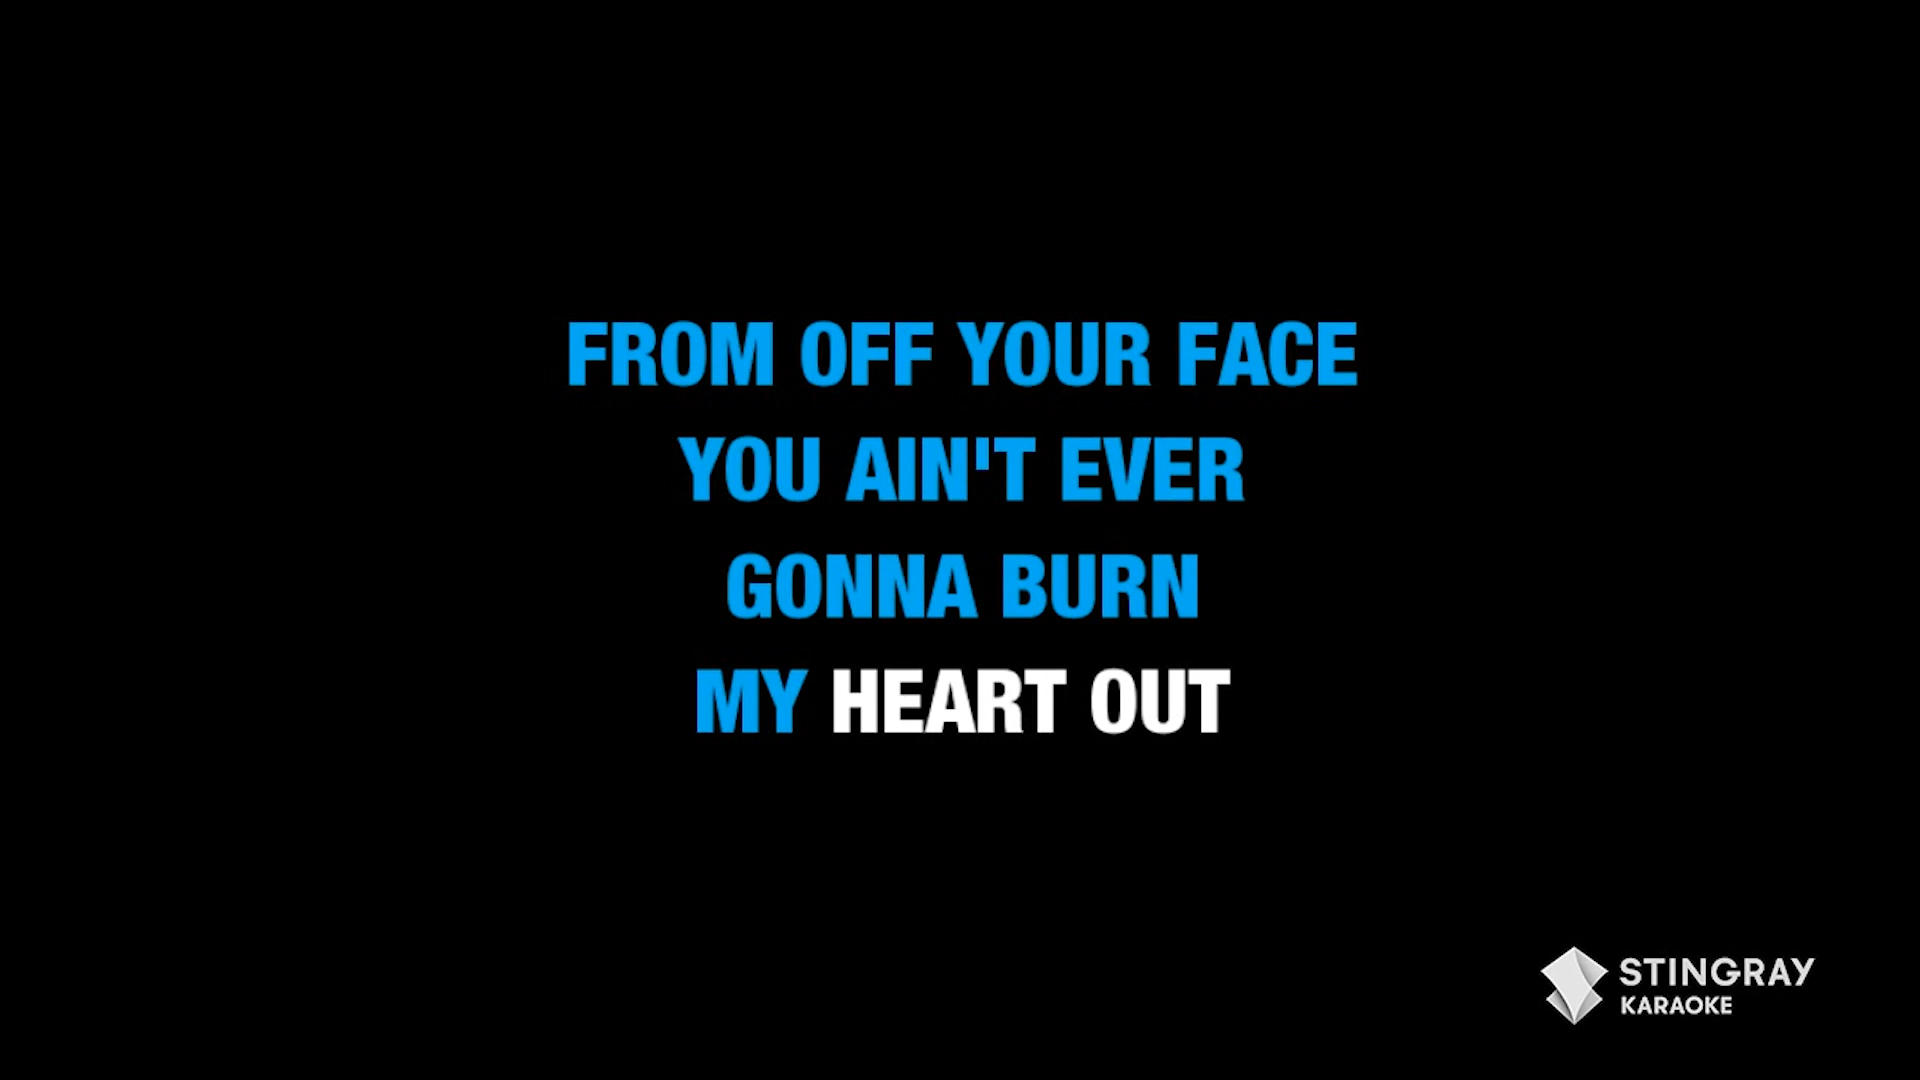 FROM OFF YOUR FACE
YOU AIN'T EVER
GONNA BURN
MY HEART OUT
STINGRAY
KARAOKE